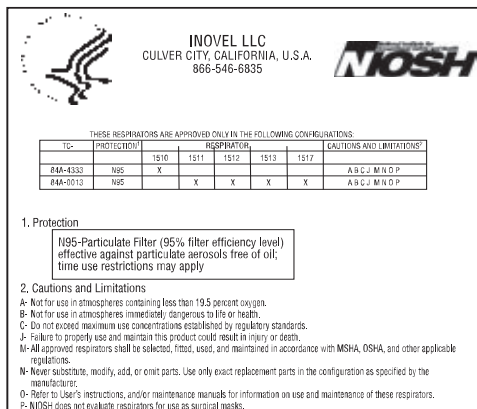 INOVEL LLC
CULVER CITY, CALIFORNIA, U.S.A.
866-546-6835
NIOSH
THESE RESPIRATORS ARE APPROVED ONLY IN THE FOLLOWING CONFIGURATIONS:
TC- PROTECTION¹ RESPIRATOR CAUTIONS AND LIMITATIONS²
1510 1511 1512 1513 1517
84A-4333 N95 X A B C J M N O P
84A-0013 N95 X X X X A B C J M N O P
1. Protection
N95-Particulate Filter (95% filter efficiency level)
effective against particulate aerosols free of oil;
time use restrictions may apply
2. Cautions and Limitations
A- Not for use in atmospheres containing less than 19.5 percent oxygen.
B- Not for use in atmospheres immediately dangerous to life or health.
C- Do not exceed maximum use concentrations established by regulatory standards.
J- Failure to properly use and maintain this product could result in injury or death.
M- All approved respirators shall be selected, fitted, used, and maintained in accordance with MSHA, OSHA, and other applicable
regulations.
N- Never substitute, modify, add, or omit parts. Use only exact replacement parts in the configuration as specified by the
manufacturer.
O- Refer to User's instructions, and/or maintenance manuals for information on use and maintenance of these respirators.
P- NIOSH does not evaluate respirators for use as surgical masks.